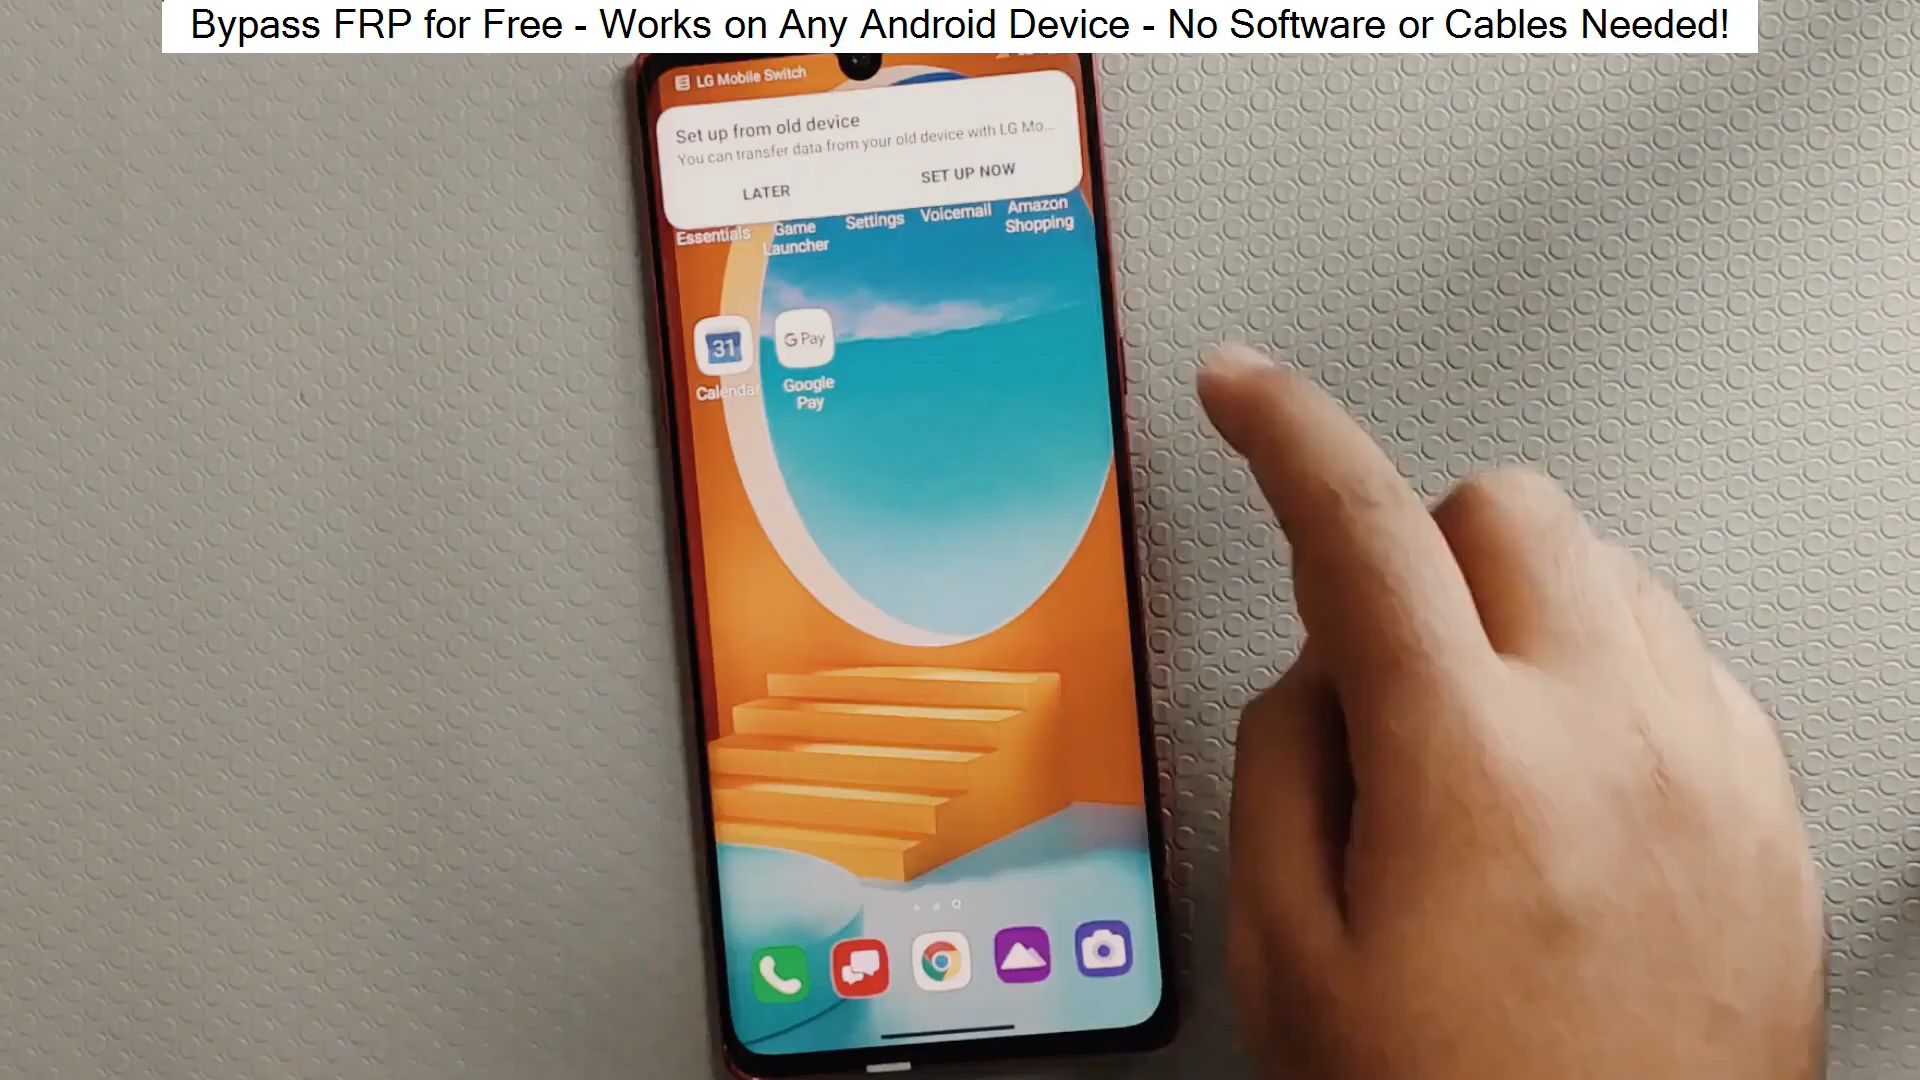 Bypass FRP for Free - Works on Any Android Device - No Software or Cables Needed!
LG Mobile Switch
Set up from old device
You can transfer data from your old device with LG Mo...
LATER SET UP NOW
Essentials Game Launcher Settings Voicemail Amazon Shopping
31 G Pay
Calendar Google Pay